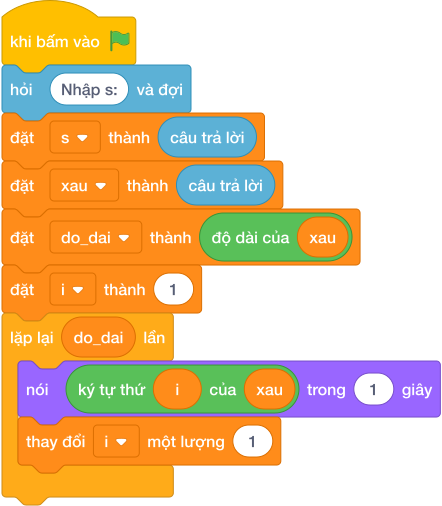 khi bấm vào
hỏi Nhập s: và đợi
đặt s thành câu trả lời
đặt xau thành câu trả lời
đặt do_dai thành độ dài của xau
đặt i thành 1
lặp lại do_dai lần
nói ký tự thứ i của xau trong 1 giây
thay đổi i một lượng 1